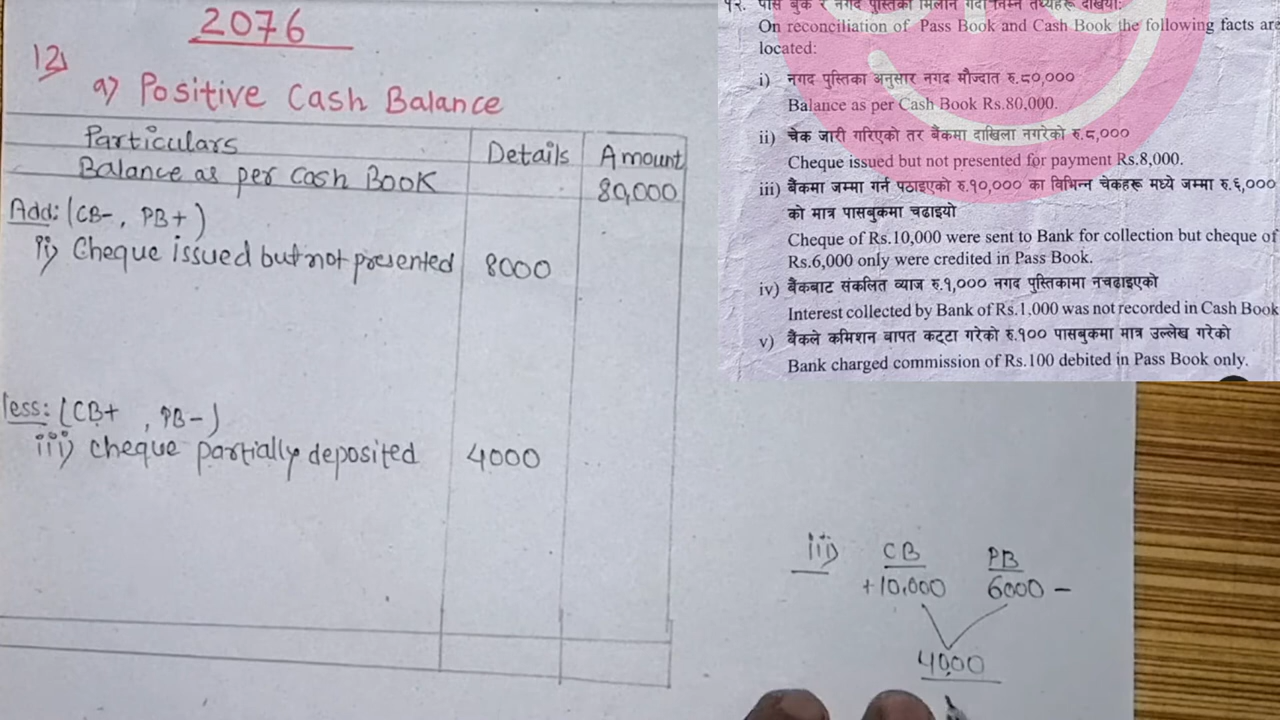 2076
12)
a) Positive Cash Balance
Particulars Details Amount
Balance as per Cash BOOK 80,000
Add: (CB-, PB+)
ii) Cheque issued but not presented 8000
less: (CB+ , PB-)
iii) cheque partially deposited 4000
iii) CB PB
+10,000 6000 -
4000
१२. पास बुक र नगद पुस्तिका मिलान गर्दा निम्न तथ्यहरू देखियो:
On reconciliation of Pass Book and Cash Book the following facts are
located:
i) नगद पुस्तिका अनुसार नगद मौज्दात रु.८०,०००
Balance as per Cash Book Rs.80,000.
ii) चेक जारी गरिएको तर बैंकमा दाखिला नगरेको रु.८,०००
Cheque issued but not presented for payment Rs.8,000.
iii) बैंकमा जम्मा गर्न पठाइएको रु.१०,००० का विभिन्न चेकहरू मध्ये जम्मा रु.६,०००
को मात्र पासबुकमा चढाइयो
Cheque of Rs.10,000 were sent to Bank for collection but cheque of
Rs.6,000 only were credited in Pass Book.
iv) बैंकबाट संकलित व्याज रु.१,००० नगद पुस्तिकामा नचढाइएको
Interest collected by Bank of Rs.1,000 was not recorded in Cash Book
v) बैंकले कमिशन बापत कट्टा गरेको रु.१०० पासबुकमा मात्र उल्लेख गरेको
Bank charged commission of Rs.100 debited in Pass Book only.